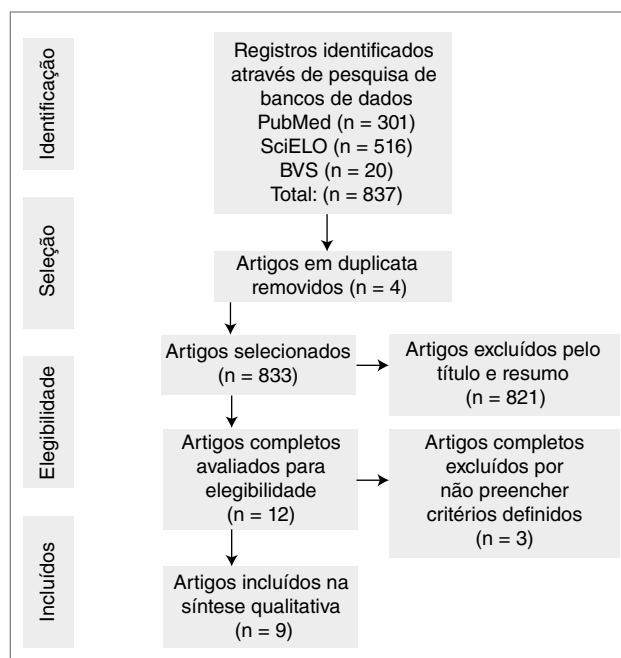 Identificação
Registros identificados
através de pesquisa de
bancos de dados
PubMed (n = 301)
SciELO (n = 516)
BVS (n = 20)
Total: (n = 837)
Seleção
Artigos em duplicata
removidos (n = 4)
Artigos selecionados
(n = 833)
Artigos excluídos pelo
título e resumo
(n = 821)
Elegibilidade
Artigos completos
avaliados para
elegibilidade
(n = 12)
Artigos completos
excluídos por
não preencher
critérios definidos
(n = 3)
Incluídos
Artigos incluídos na
síntese qualitativa
(n = 9)